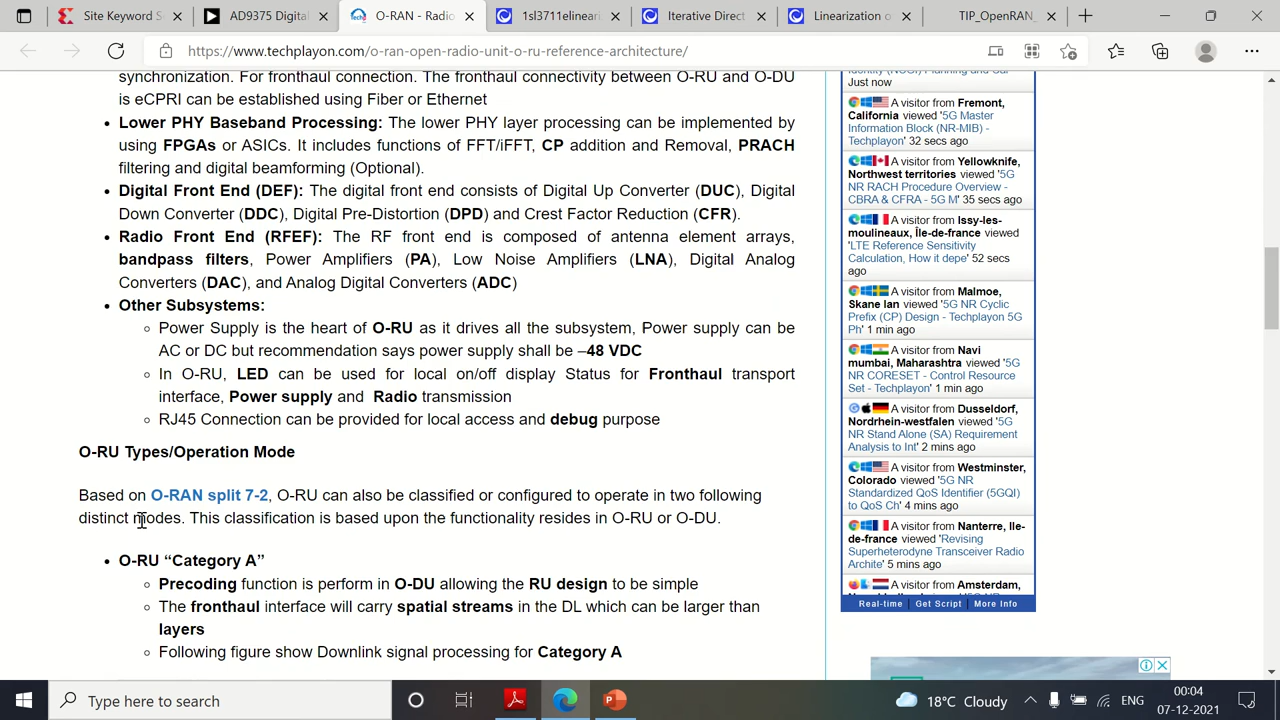 Site Keyword S
AD9375 Digital
O-RAN - Radio
1sl3711elineari
Iterative Direct
Linearization o
TIP_OpenRAN_
https://www.techplayon.com/o-ran-open-radio-unit-o-ru-reference-architecture/
synchronization. For fronthaul connection. The fronthaul connectivity between O-RU and O-DU
is eCPRI can be established using Fiber or Ethernet
• Lower PHY Baseband Processing: The lower PHY layer processing can be implemented by
using FPGAs or ASICs. It includes functions of FFT/iFFT, CP addition and Removal, PRACH
filtering and digital beamforming (Optional).
• Digital Front End (DEF): The digital front end consists of Digital Up Converter (DUC), Digital
Down Converter (DDC), Digital Pre-Distortion (DPD) and Crest Factor Reduction (CFR).
• Radio Front End (RFEF): The RF front end is composed of antenna element arrays,
bandpass filters, Power Amplifiers (PA), Low Noise Amplifiers (LNA), Digital Analog
Converters (DAC), and Analog Digital Converters (ADC)
• Other Subsystems:
Power Supply is the heart of O-RU as it drives all the subsystem, Power supply can be
AC or DC but recommendation says power supply shall be –48 VDC
In O-RU, LED can be used for local on/off display Status for Fronthaul transport
interface, Power supply and Radio transmission
RJ45 Connection can be provided for local access and debug purpose
O-RU Types/Operation Mode
Based on O-RAN split 7-2, O-RU can also be classified or configured to operate in two following
distinct modes. This classification is based upon the functionality resides in O-RU or O-DU.
• O-RU “Category A”
Precoding function is perform in O-DU allowing the RU design to be simple
The fronthaul interface will carry spatial streams in the DL which can be larger than
layers
Following figure show Downlink signal processing for Category A
Just now
A visitor from Fremont,
California viewed '5G Master
Information Block (NR-MIB) -
Techplayon' 32 secs ago
A visitor from Yellowknife,
Northwest territories viewed '5G
NR RACH Procedure Overview -
CBRA & CFRA - 5G M' 35 secs ago
A visitor from Issy-les-
moulineaux, Île-de-france viewed
'LTE Reference Sensitivity
Calculation, How it depe' 52 secs
ago
A visitor from Malmoe,
Skane lan viewed '5G NR Cyclic
Prefix (CP) Design - Techplayon 5G
Ph' 1 min ago
A visitor from Navi
mumbai, Maharashtra viewed '5G
NR CORESET - Control Resource
Set - Techplayon' 1 min ago
A visitor from Dusseldorf,
Nordrhein-westfalen viewed '5G
NR Stand Alone (SA) Requirement
Analysis to Int' 2 mins ago
A visitor from Westminster,
Colorado viewed '5G NR
Standardized QoS Identifier (5GQI)
to QoS Ch' 4 mins ago
A visitor from Nanterre, Ile-
de-france viewed 'Revising
Superheterodyne Transceiver Radio
Archite' 5 mins ago
A visitor from Amsterdam,
Real-time | Get Script | More Info
Type here to search
18°C Cloudy
ENG
00:04
07-12-2021